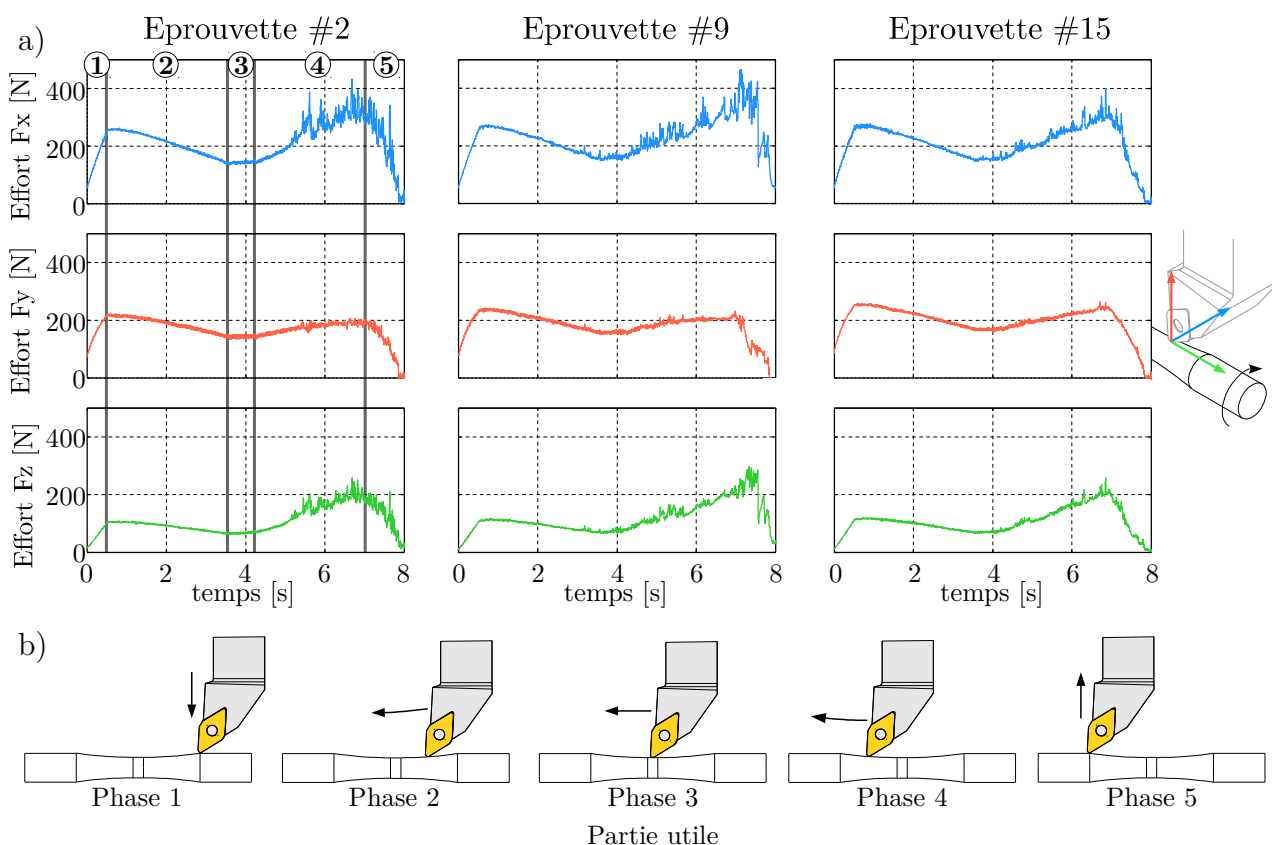 a)
Eprouvette #2
Eprouvette #9
Eprouvette #15
1 2 3 4 5
Effort Fx [N]
400
200
0
Effort Fy [N]
400
200
0
Effort Fz [N]
400
200
0
0 2 4 6 8
0 2 4 6 8
0 2 4 6 8
temps [s]
temps [s]
temps [s]
b)
Phase 1
Phase 2
Phase 3
Phase 4
Phase 5
Partie utile